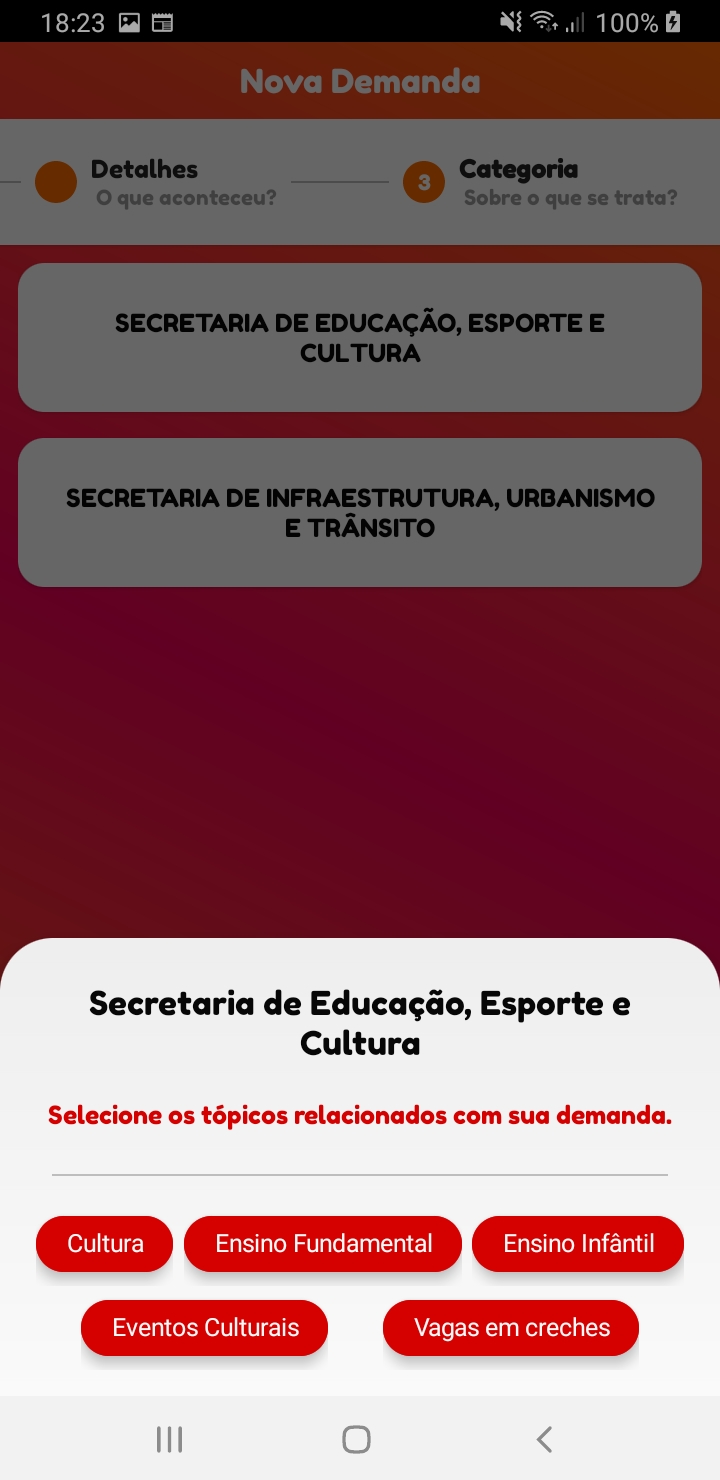 18:23 100%
Nova Demanda
Detalhes
O que aconteceu?
3 Categoria
Sobre o que se trata?
SECRETARIA DE EDUCAÇÃO, ESPORTE E
CULTURA
SECRETARIA DE INFRAESTRUTURA, URBANISMO
E TRÂNSITO
Secretaria de Educação, Esporte e
Cultura
Selecione os tópicos relacionados com sua demanda.
Cultura Ensino Fundamental Ensino Infântil
Eventos Culturais Vagas em creches